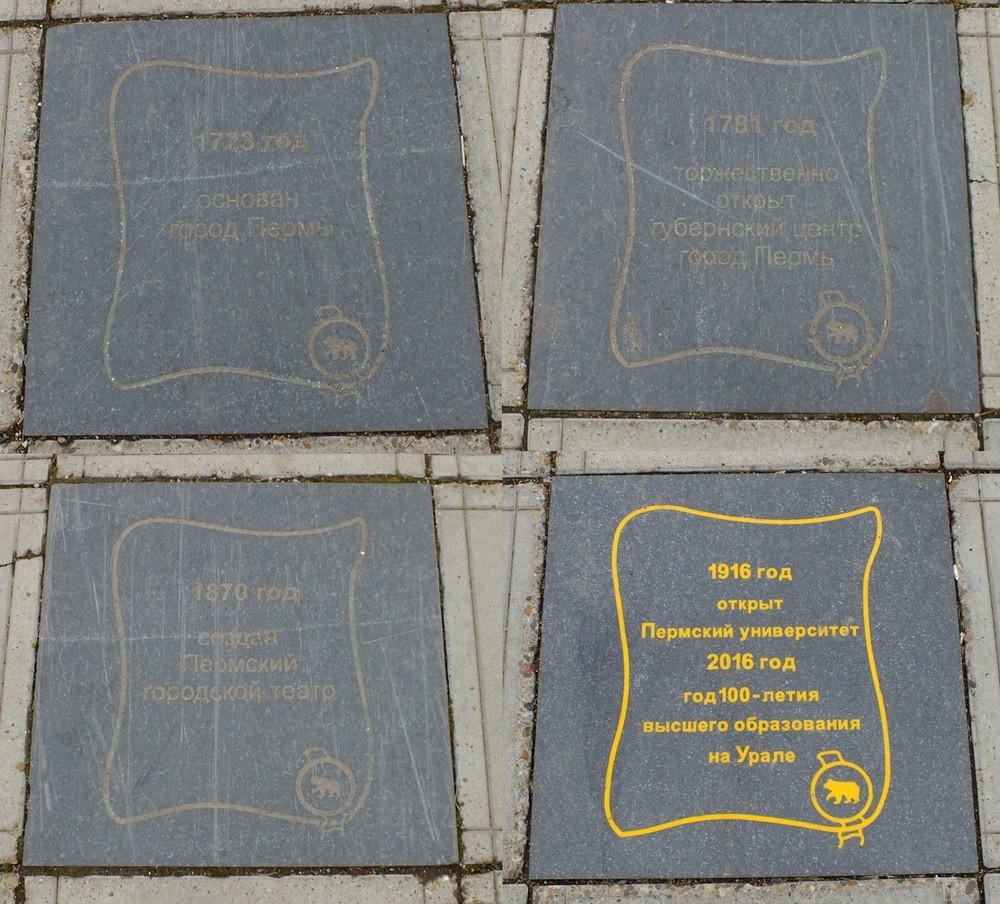 1723 год
основан
город Пермь
1781 год
торжественно
открыт
губернский центр
город Пермь
1870 год
создан
Пермский
городской театр
1916 год
открыт
Пермский университет
2016 год
год 100-летия
высшего образования
на Урале